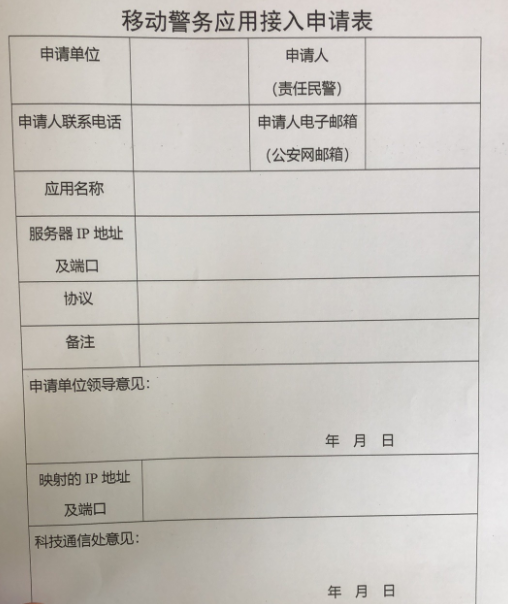 移动警务应用接入申请表
申请单位
申请人
（责任民警）
申请人联系电话
申请人电子邮箱
（公安网邮箱）
应用名称
服务器 IP 地址
及端口
协议
备注
申请单位领导意见：
年 月 日
映射的 IP 地址
及端口
科技通信处意见：
年 月 日